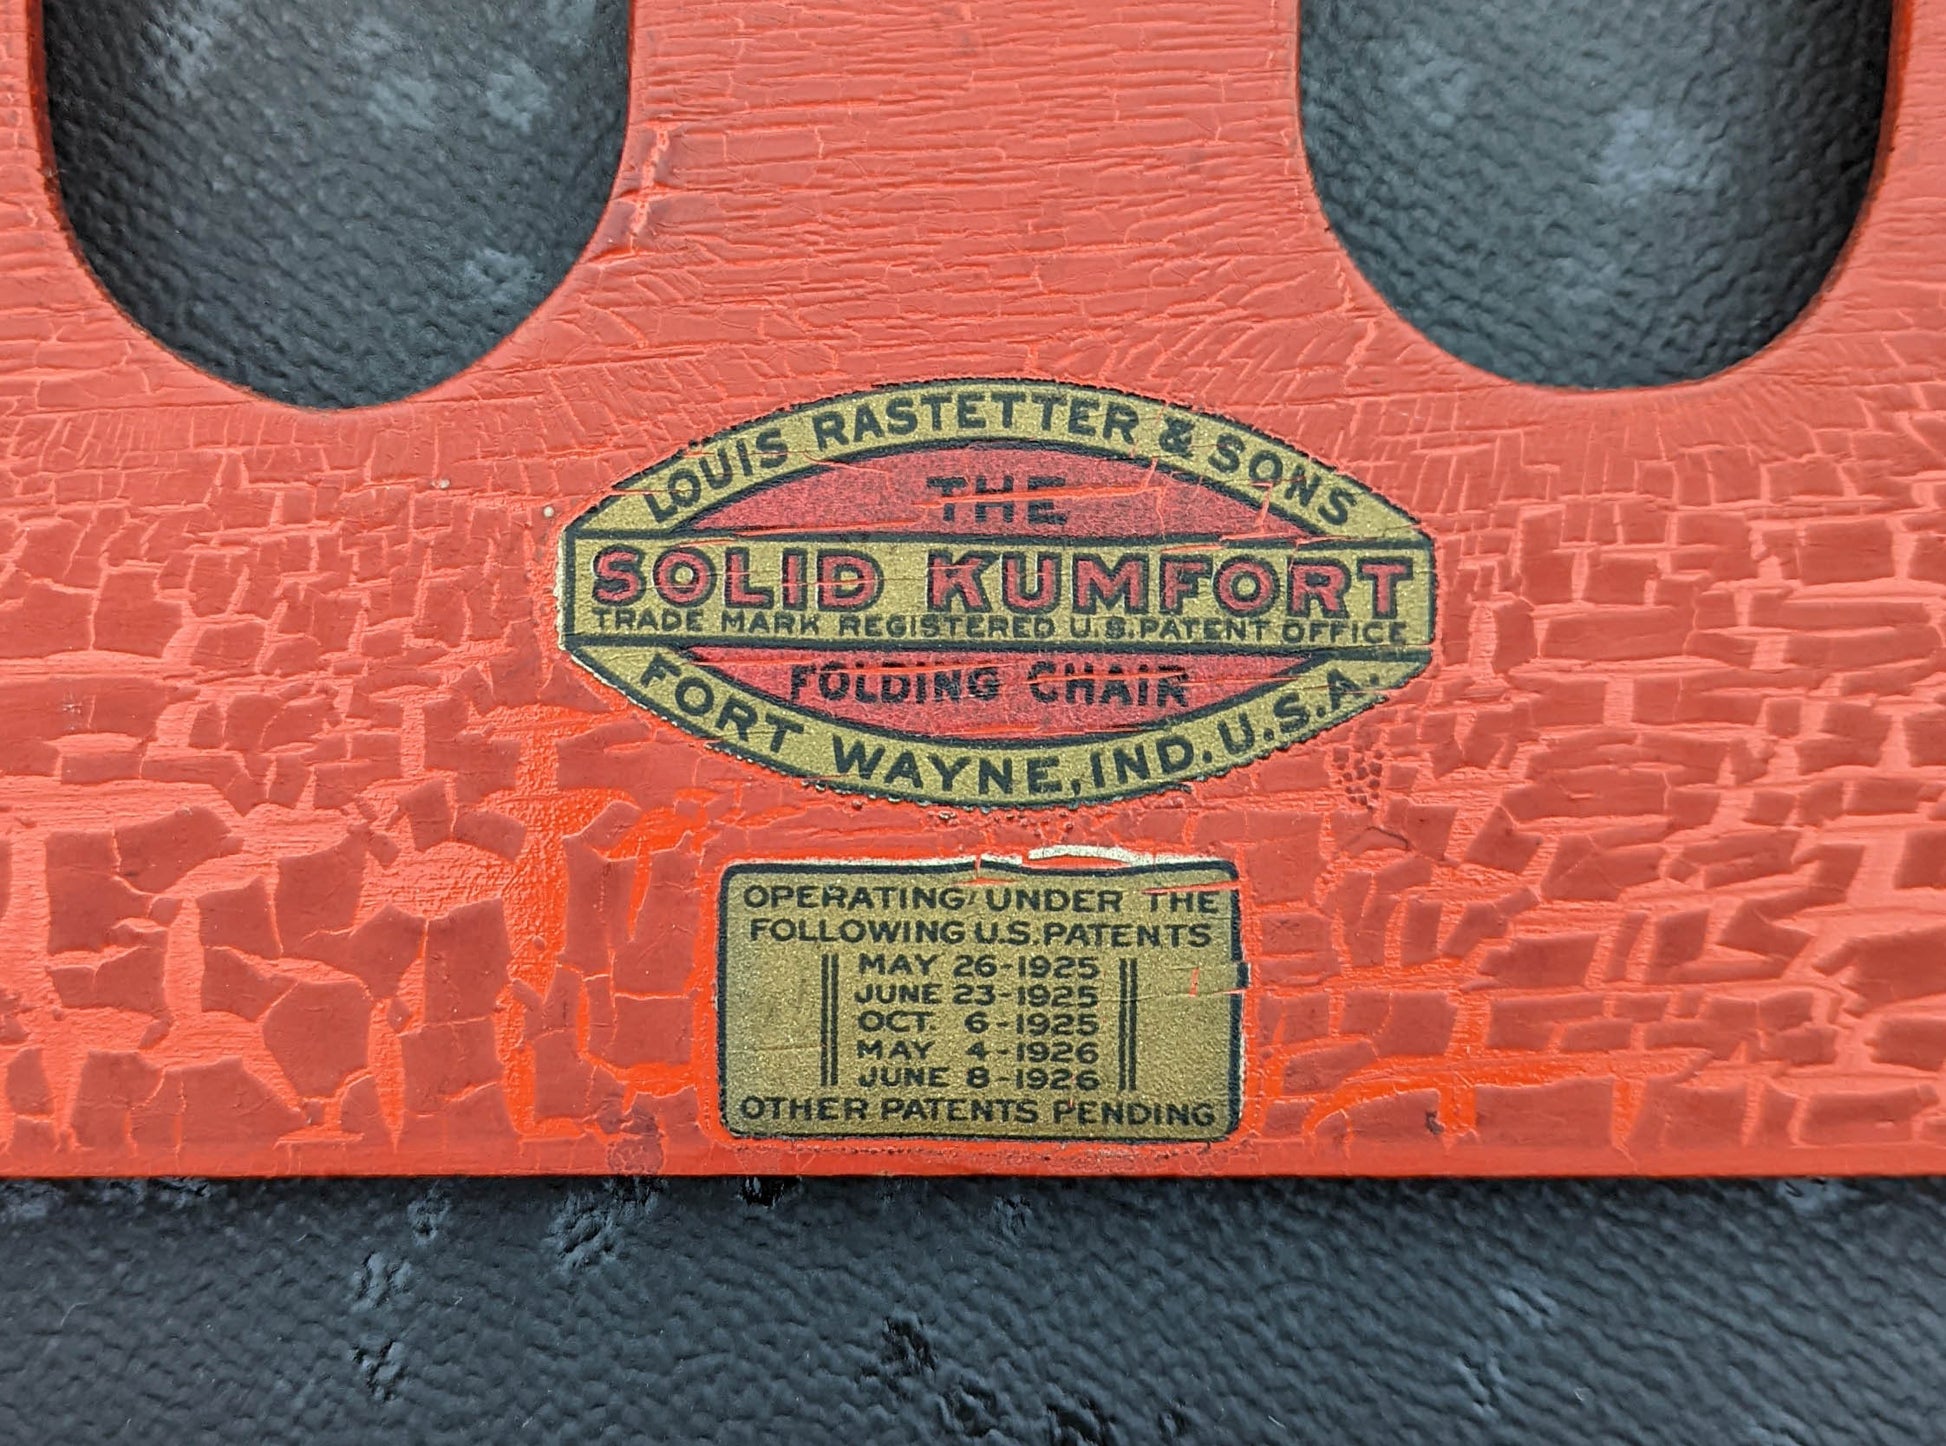 LOUIS RASTETTER & SONS
THE
SOLID KUMFORT
TRADE MARK REGISTERED U.S.PATENT OFFICE
FOLDING CHAIR
FORT WAYNE, IND. U.S.A.
OPERATING UNDER THE
FOLLOWING U.S. PATENTS
MAY 26-1925
JUNE 23-1925
OCT. 6-1925
MAY 4-1926
JUNE 8-1926
OTHER PATENTS PENDING